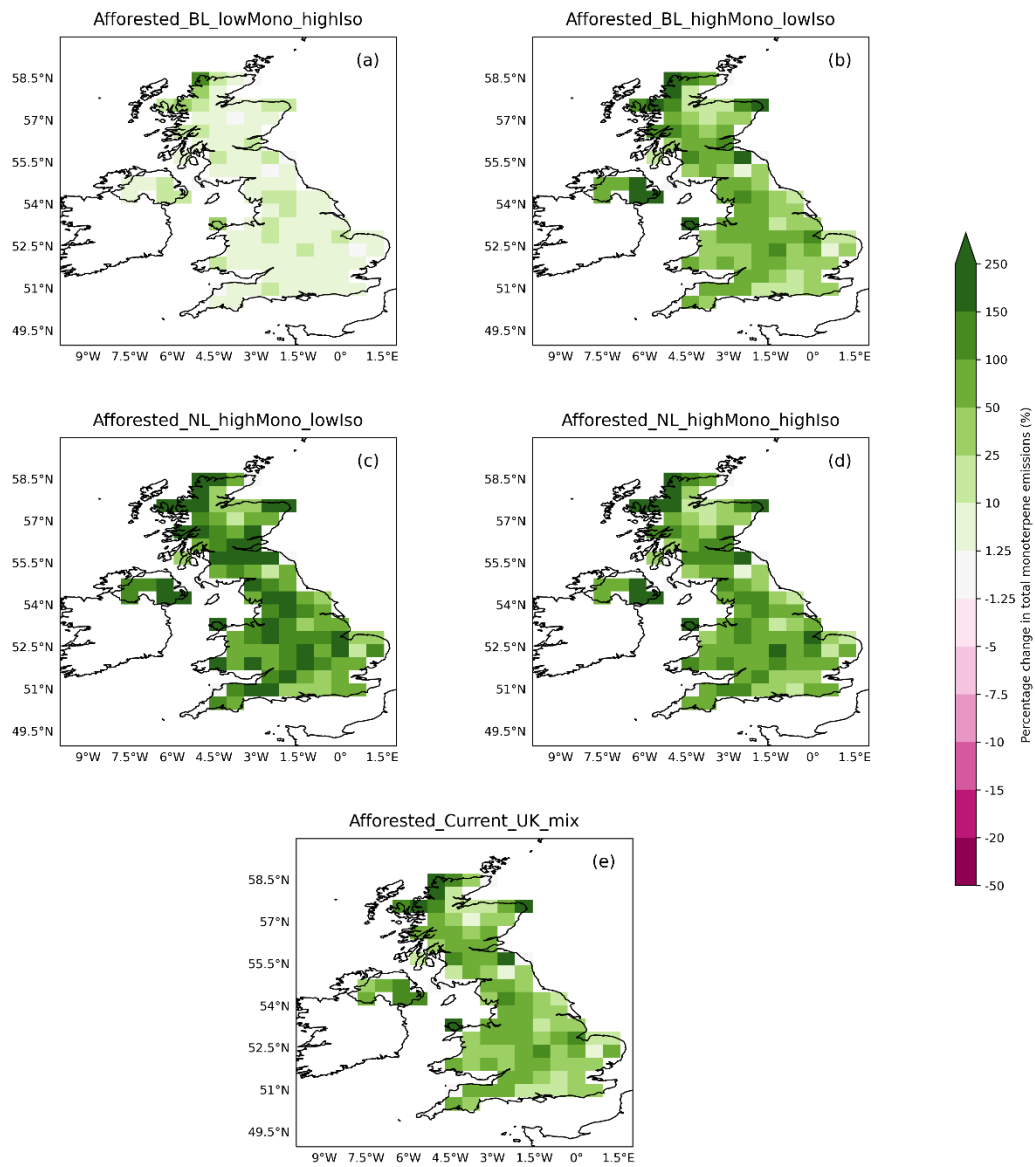 Afforested_BL_lowMono_highIso
(a)
58.5°N
57°N
55.5°N
54°N
52.5°N
51°N
49.5°N
9°W 7.5°W 6°W 4.5°W 3°W 1.5°W 0° 1.5°E
Afforested_BL_highMono_lowIso
(b)
58.5°N
57°N
55.5°N
54°N
52.5°N
51°N
49.5°N
9°W 7.5°W 6°W 4.5°W 3°W 1.5°W 0° 1.5°E
Afforested_NL_highMono_lowIso
(c)
58.5°N
57°N
55.5°N
54°N
52.5°N
51°N
49.5°N
9°W 7.5°W 6°W 4.5°W 3°W 1.5°W 0° 1.5°E
Afforested_NL_highMono_highIso
(d)
58.5°N
57°N
55.5°N
54°N
52.5°N
51°N
49.5°N
9°W 7.5°W 6°W 4.5°W 3°W 1.5°W 0° 1.5°E
Afforested_Current_UK_mix
(e)
58.5°N
57°N
55.5°N
54°N
52.5°N
51°N
49.5°N
9°W 7.5°W 6°W 4.5°W 3°W 1.5°W 0° 1.5°E
250
150
100
50
25
10
1.25
-1.25
-5
-7.5
-10
-15
-20
-50
Percentage change in total monoterpene emissions (%)